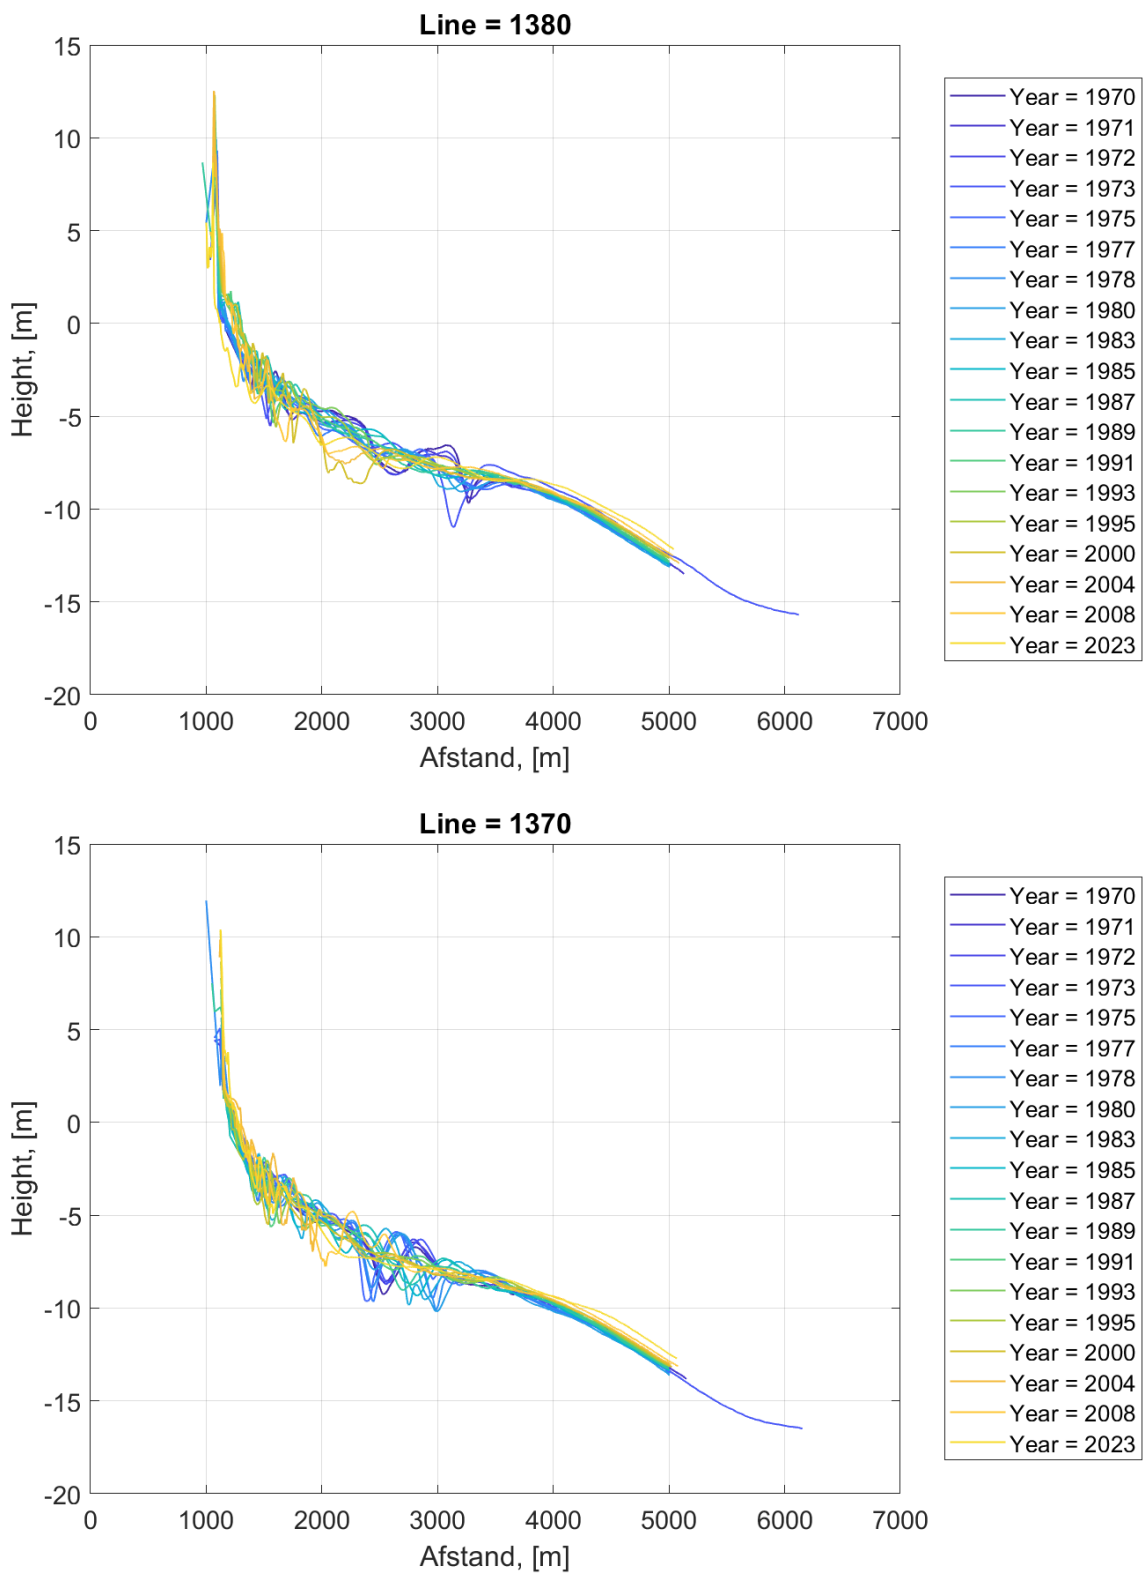 Line = 1380
15
10
5
0
-5
-10
-15
-20
Height, [m]
0 1000 2000 3000 4000 5000 6000 7000
Afstand, [m]
Year = 1970
Year = 1971
Year = 1972
Year = 1973
Year = 1975
Year = 1977
Year = 1978
Year = 1980
Year = 1983
Year = 1985
Year = 1987
Year = 1989
Year = 1991
Year = 1993
Year = 1995
Year = 2000
Year = 2004
Year = 2008
Year = 2023
Line = 1370
15
10
5
0
-5
-10
-15
-20
Height, [m]
0 1000 2000 3000 4000 5000 6000 7000
Afstand, [m]
Year = 1970
Year = 1971
Year = 1972
Year = 1973
Year = 1975
Year = 1977
Year = 1978
Year = 1980
Year = 1983
Year = 1985
Year = 1987
Year = 1989
Year = 1991
Year = 1993
Year = 1995
Year = 2000
Year = 2004
Year = 2008
Year = 2023